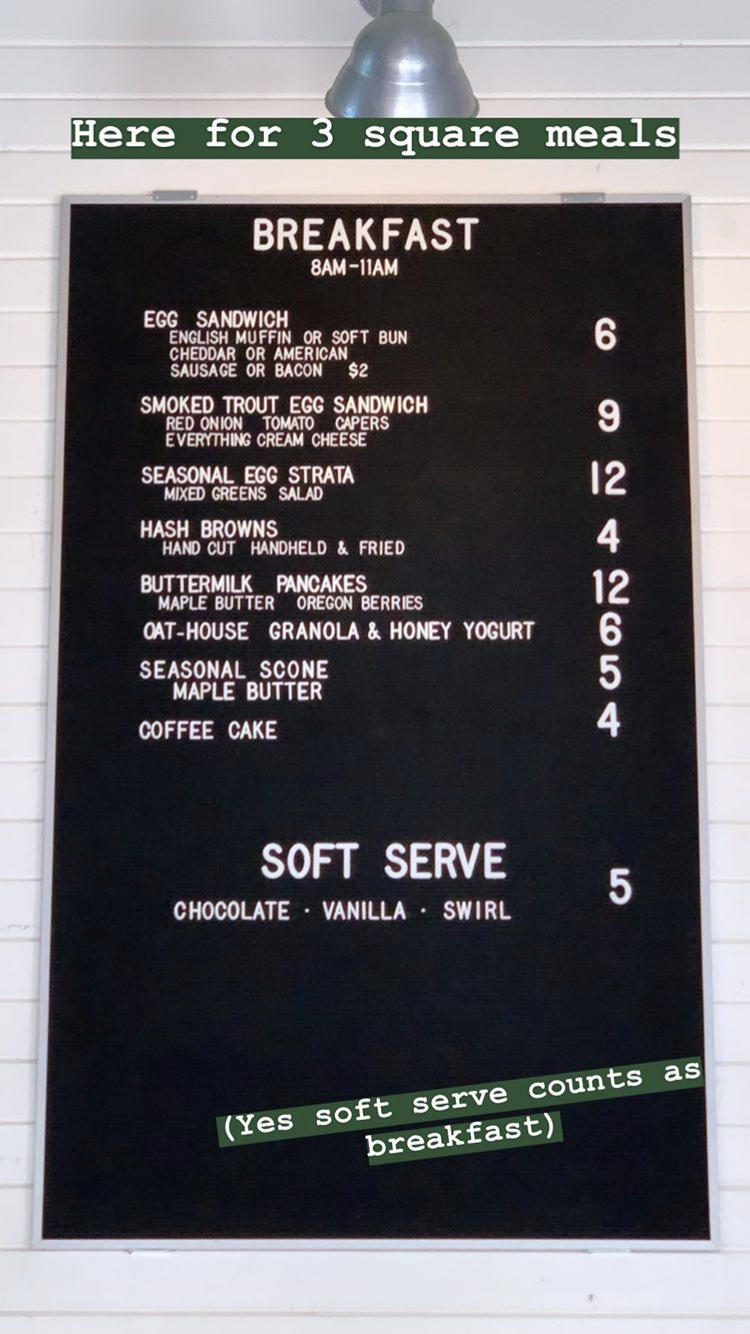 Here for 3 square meals
BREAKFAST
8AM-11AM
EGG SANDWICH 6
ENGLISH MUFFIN OR SOFT BUN
CHEDDAR OR AMERICAN
SAUSAGE OR BACON $2
SMOKED TROUT EGG SANDWICH 9
RED ONION TOMATO CAPERS
EVERYTHING CREAM CHEESE
SEASONAL EGG STRATA 12
MIXED GREENS SALAD
HASH BROWNS 4
HAND CUT HANDHELD & FRIED
BUTTERMILK PANCAKES 12
MAPLE BUTTER OREGON BERRIES
OAT-HOUSE GRANOLA & HONEY YOGURT 6
SEASONAL SCONE 5
MAPLE BUTTER
COFFEE CAKE 4
SOFT SERVE 5
CHOCOLATE · VANILLA · SWIRL
(Yes soft serve counts as
breakfast)